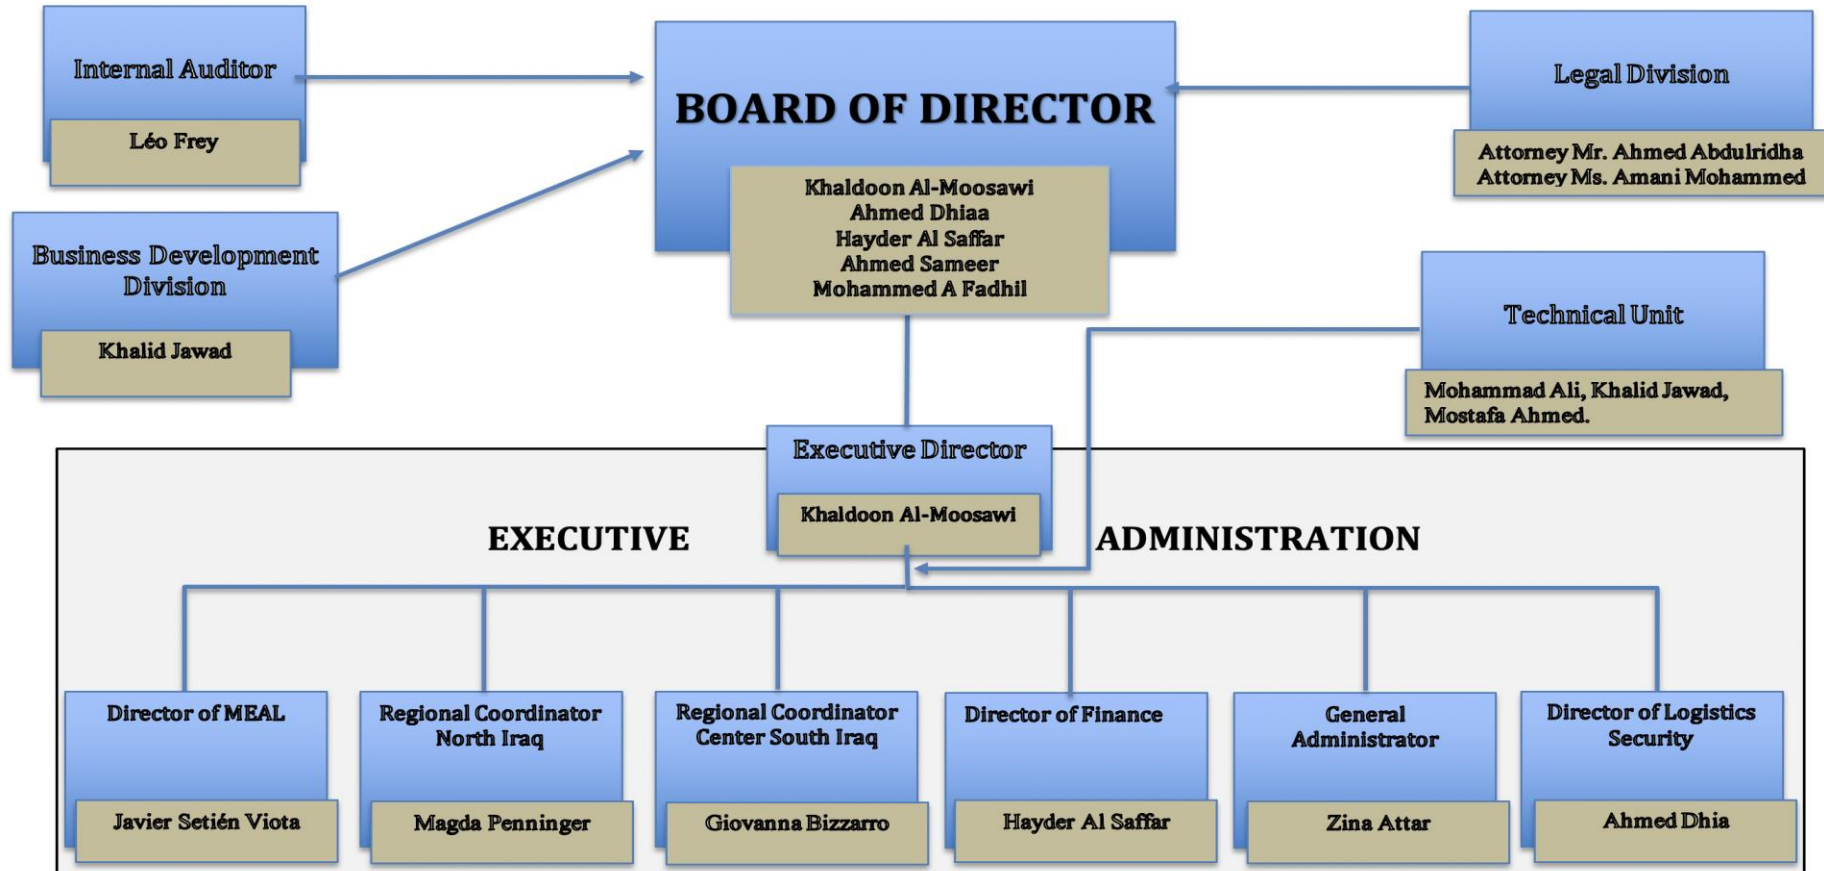 Internal Auditor
Léo Frey
BOARD OF DIRECTOR
Khaldoon Al-Moosawi
Ahmed Dhiaa
Hayder Al Saffar
Ahmed Sameer
Mohammed A Fadhil
Legal Division
Attorney Mr. Ahmed Abdulridha
Attorney Ms. Amani Mohammed
Business Development
Division
Khalid Jawad
Technical Unit
Mohammad Ali, Khalid Jawad,
Mostafa Ahmed.
Executive Director
Khaldoon Al-Moosawi
EXECUTIVE ADMINISTRATION
Director of MEAL
Javier Setién Viota
Regional Coordinator
North Iraq
Magda Penninger
Regional Coordinator
Center South Iraq
Giovanna Bizzarro
Director of Finance
Hayder Al Saffar
General
Administrator
Zina Attar
Director of Logistics
Security
Ahmed Dhia